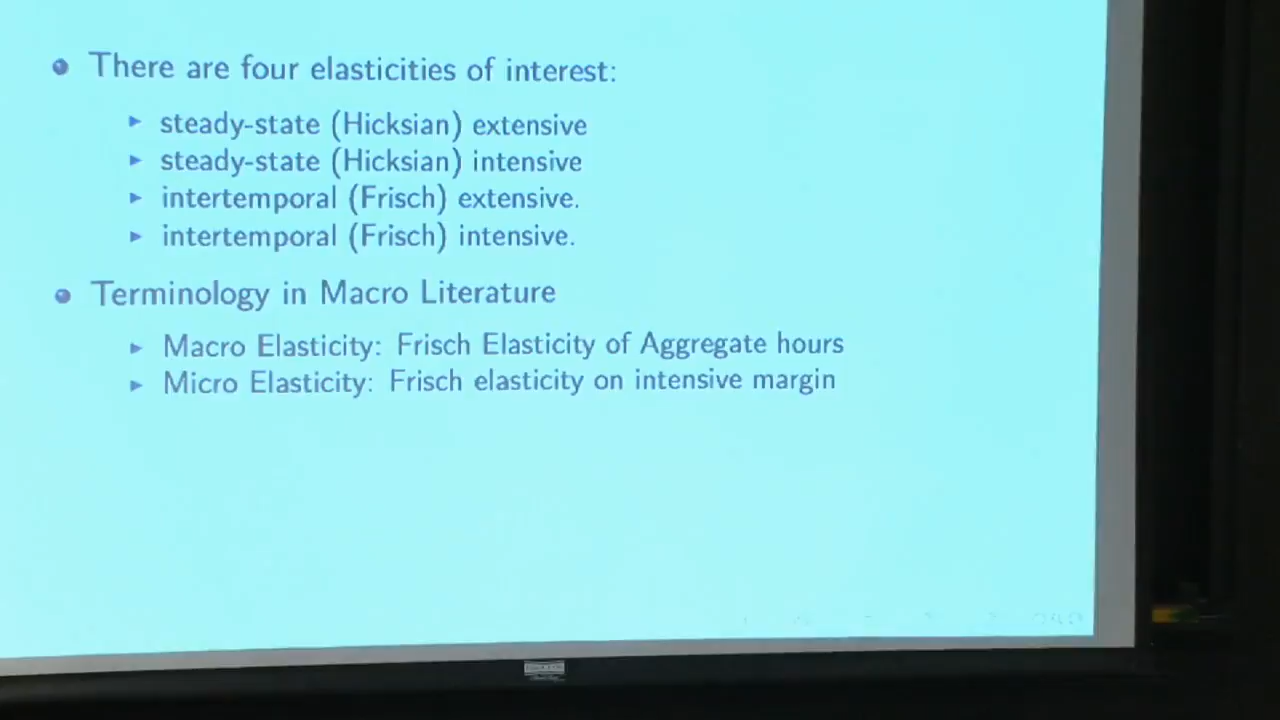 There are four elasticities of interest:
steady-state (Hicksian) extensive
steady-state (Hicksian) intensive
intertemporal (Frisch) extensive.
intertemporal (Frisch) intensive.
Terminology in Macro Literature
Macro Elasticity: Frisch Elasticity of Aggregate hours
Micro Elasticity: Frisch elasticity on intensive margin